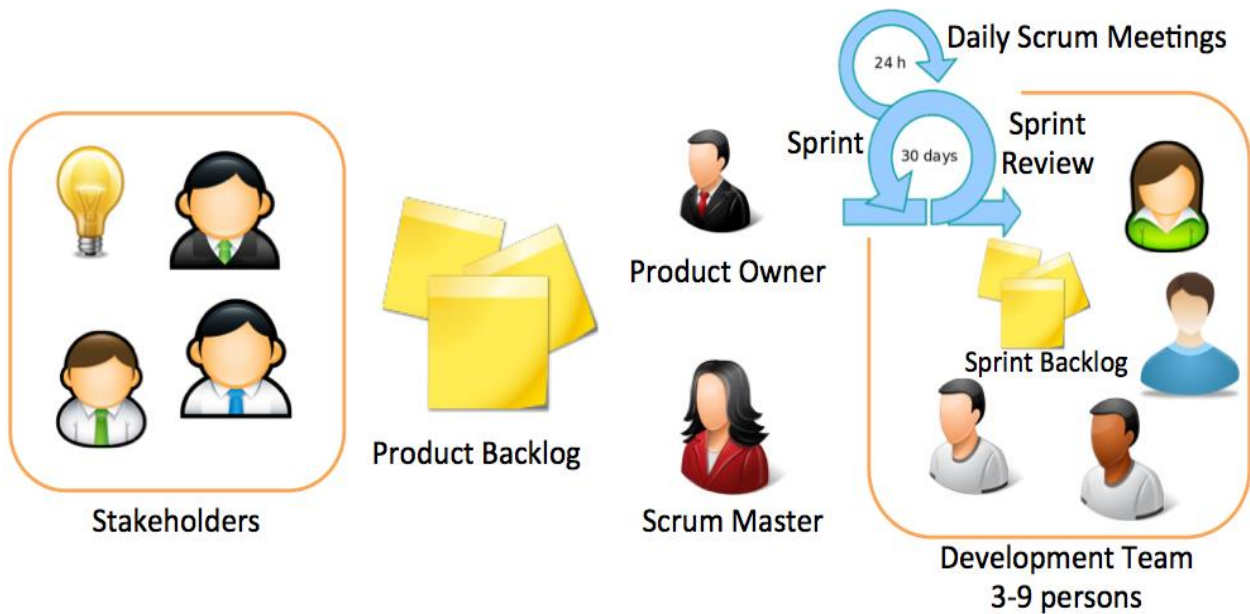 Daily Scrum Meetings
24 h
Sprint
30 days
Sprint
Review
Product Owner
Sprint Backlog
Product Backlog
Stakeholders
Scrum Master
Development Team
3-9 persons